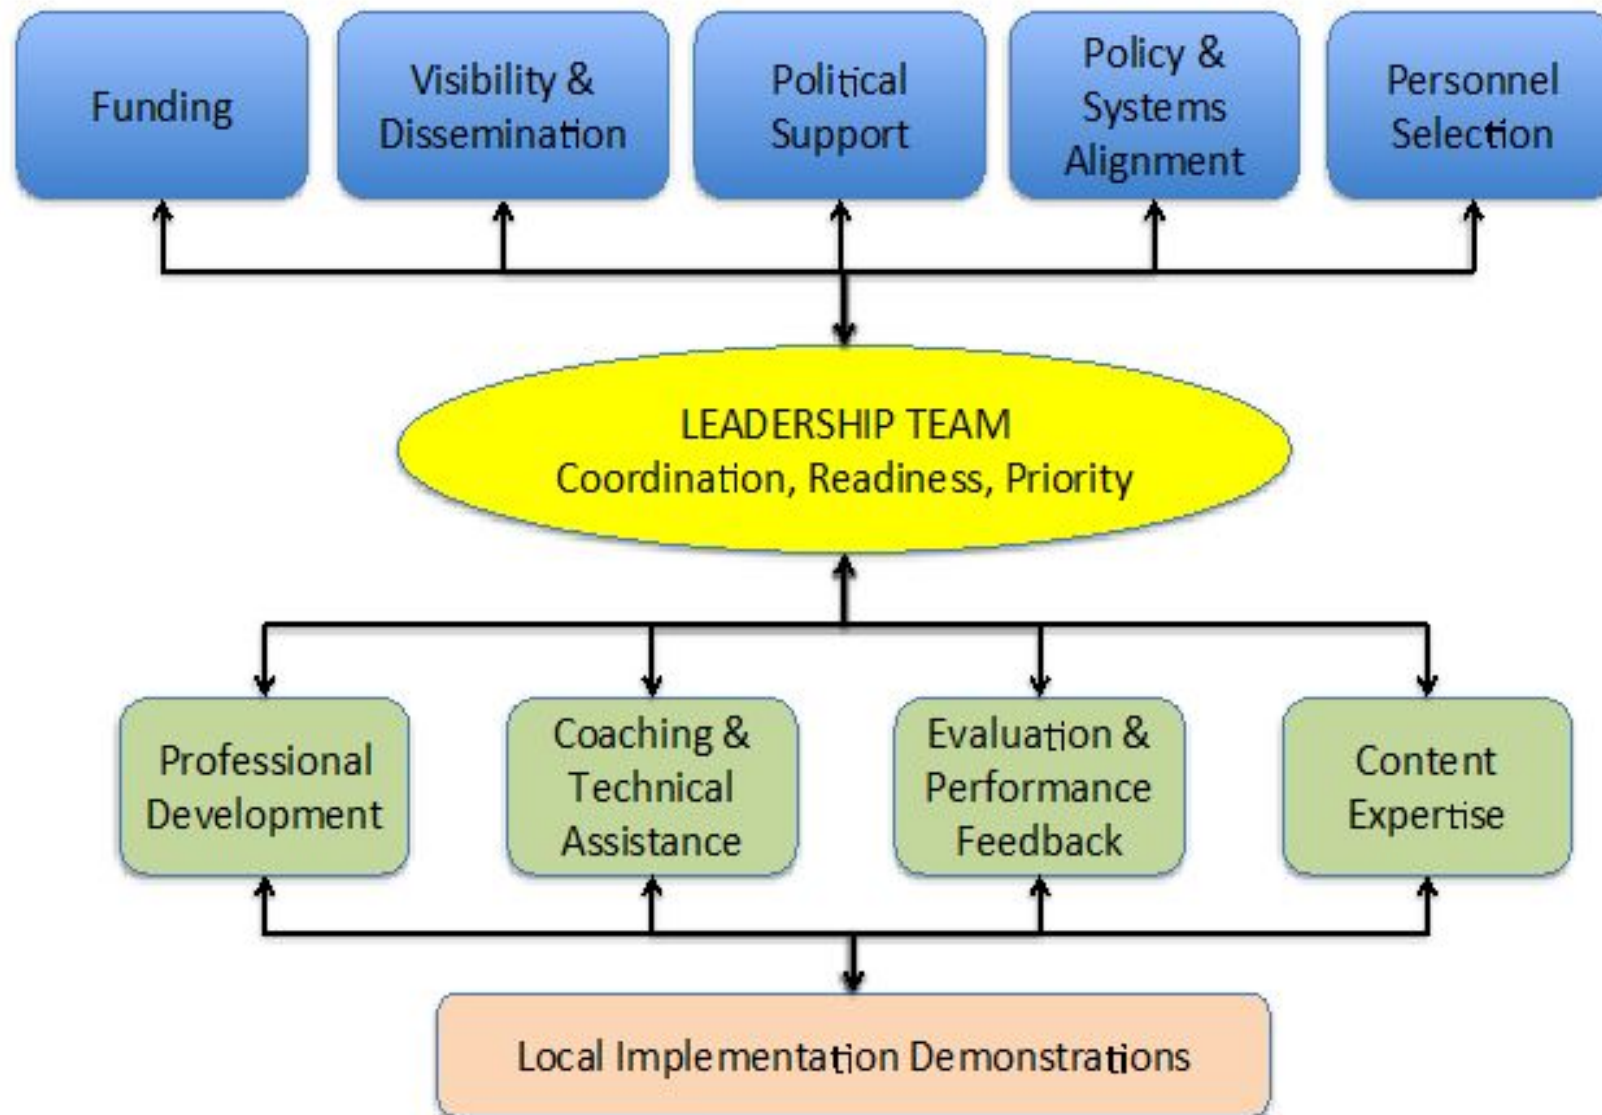 Funding
Visibility &
Dissemination
Political
Support
Policy &
Systems
Alignment
Personnel
Selection
LEADERSHIP TEAM
Coordination, Readiness, Priority
Professional
Development
Coaching &
Technical
Assistance
Evaluation &
Performance
Feedback
Content
Expertise
Local Implementation Demonstrations